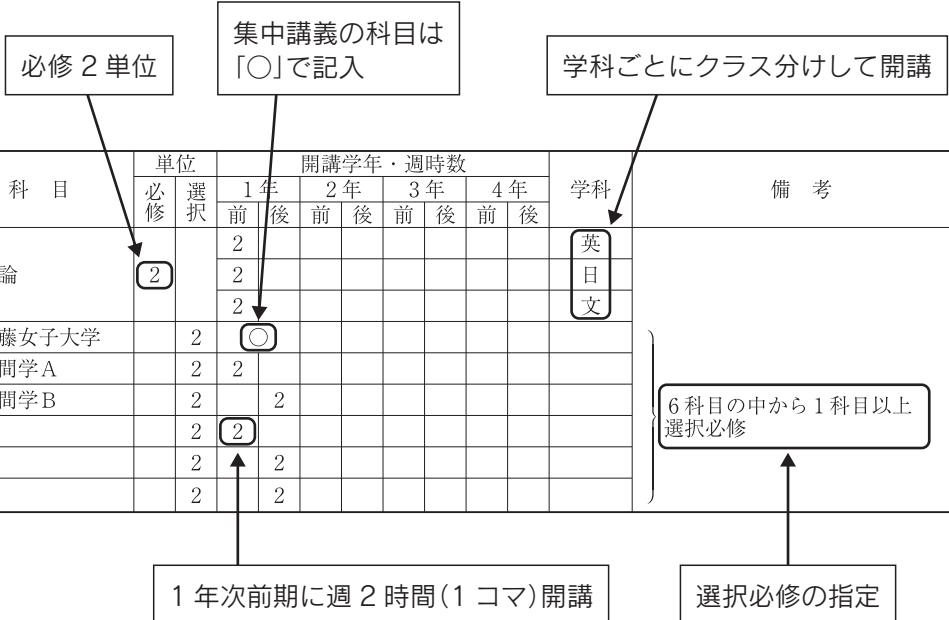 必修 2 単位
集中講義の科目は
「○」で記入
学科ごとにクラス分けして開講
科 目
単位
必修
選択
開講学年・週時数
1年 2年 3年 4年
前 後 前 後 前 後 前 後
学科
備 考
2 英
論 2 2 日
2 文
藤女子大学 2 ○
間学A 2 2
間学B 2 2
2 2
2 2
2 2
6科目の中から1科目以上
選択必修
1 年次前期に週 2 時間(1 コマ)開講
選択必修の指定